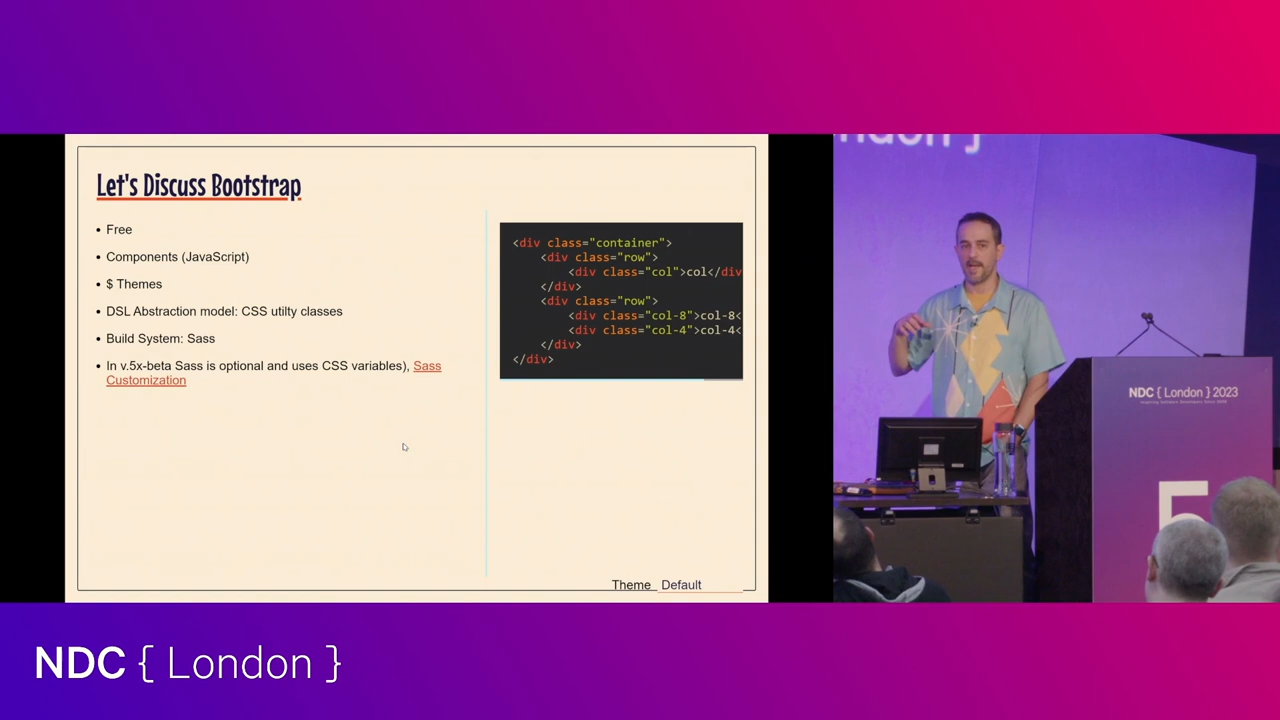 Let's Discuss Bootstrap
• Free
• Components (JavaScript)
• $ Themes
• DSL Abstraction model: CSS utilty classes
• Build System: Sass
• In v.5x-beta Sass is optional and uses CSS variables), Sass
Customization
<div class="container">
<div class="row">
<div class="col">col</div
</div>
<div class="row">
<div class="col-8">col-8<
<div class="col-4">col-4<
</div>
</div>
Theme Default
ndon }
NDC { London } 2023
5
NDC { London }